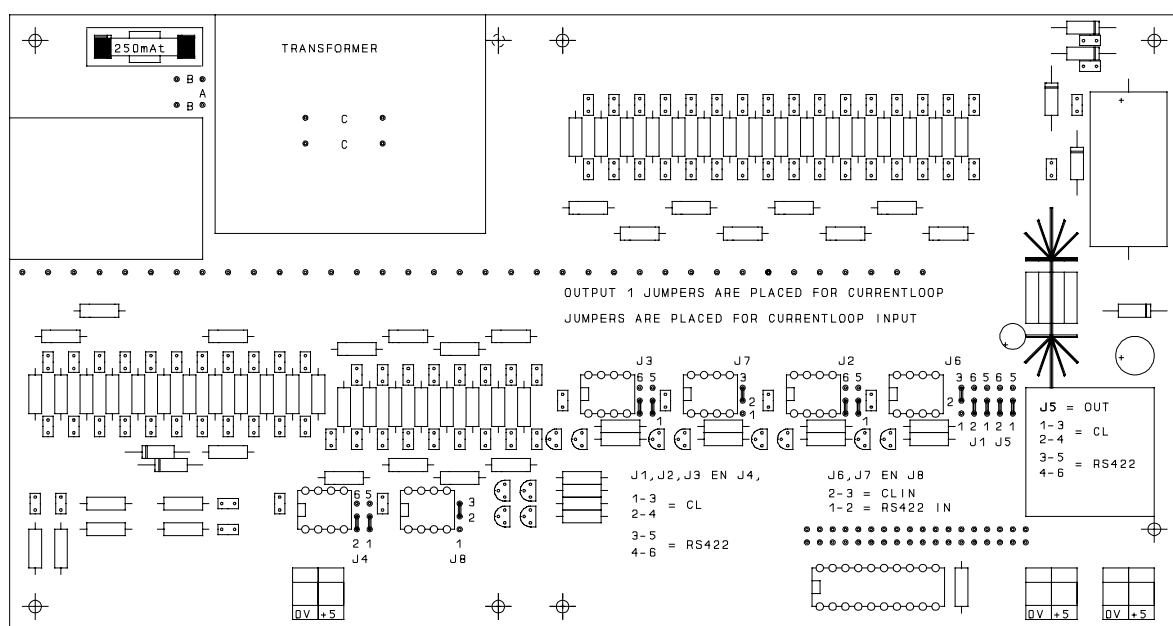 250mAt
TRANSFORMER
B
A
B
C
C
+
+
+
OUTPUT 1 JUMPERS ARE PLACED FOR CURRENTLOOP
JUMPERS ARE PLACED FOR CURRENTLOOP INPUT
J3 J7 J2 J6
6 5 3 6 5 3 6 5 6 5
2 2
1 1 1 1 2 1 2 1
J1 J5
J5 = OUT
1-3
= CL
2-4
3-5
= RS422
4-6
J1,J2,J3 EN J4,
1-3
= CL
2-4
3-5
= RS422
4-6
J6,J7 EN J8
2-3 = CLIN
1-2 = RS422 IN
6 5 3
2
2 1 1
J4 J8
0V +5
0V +5